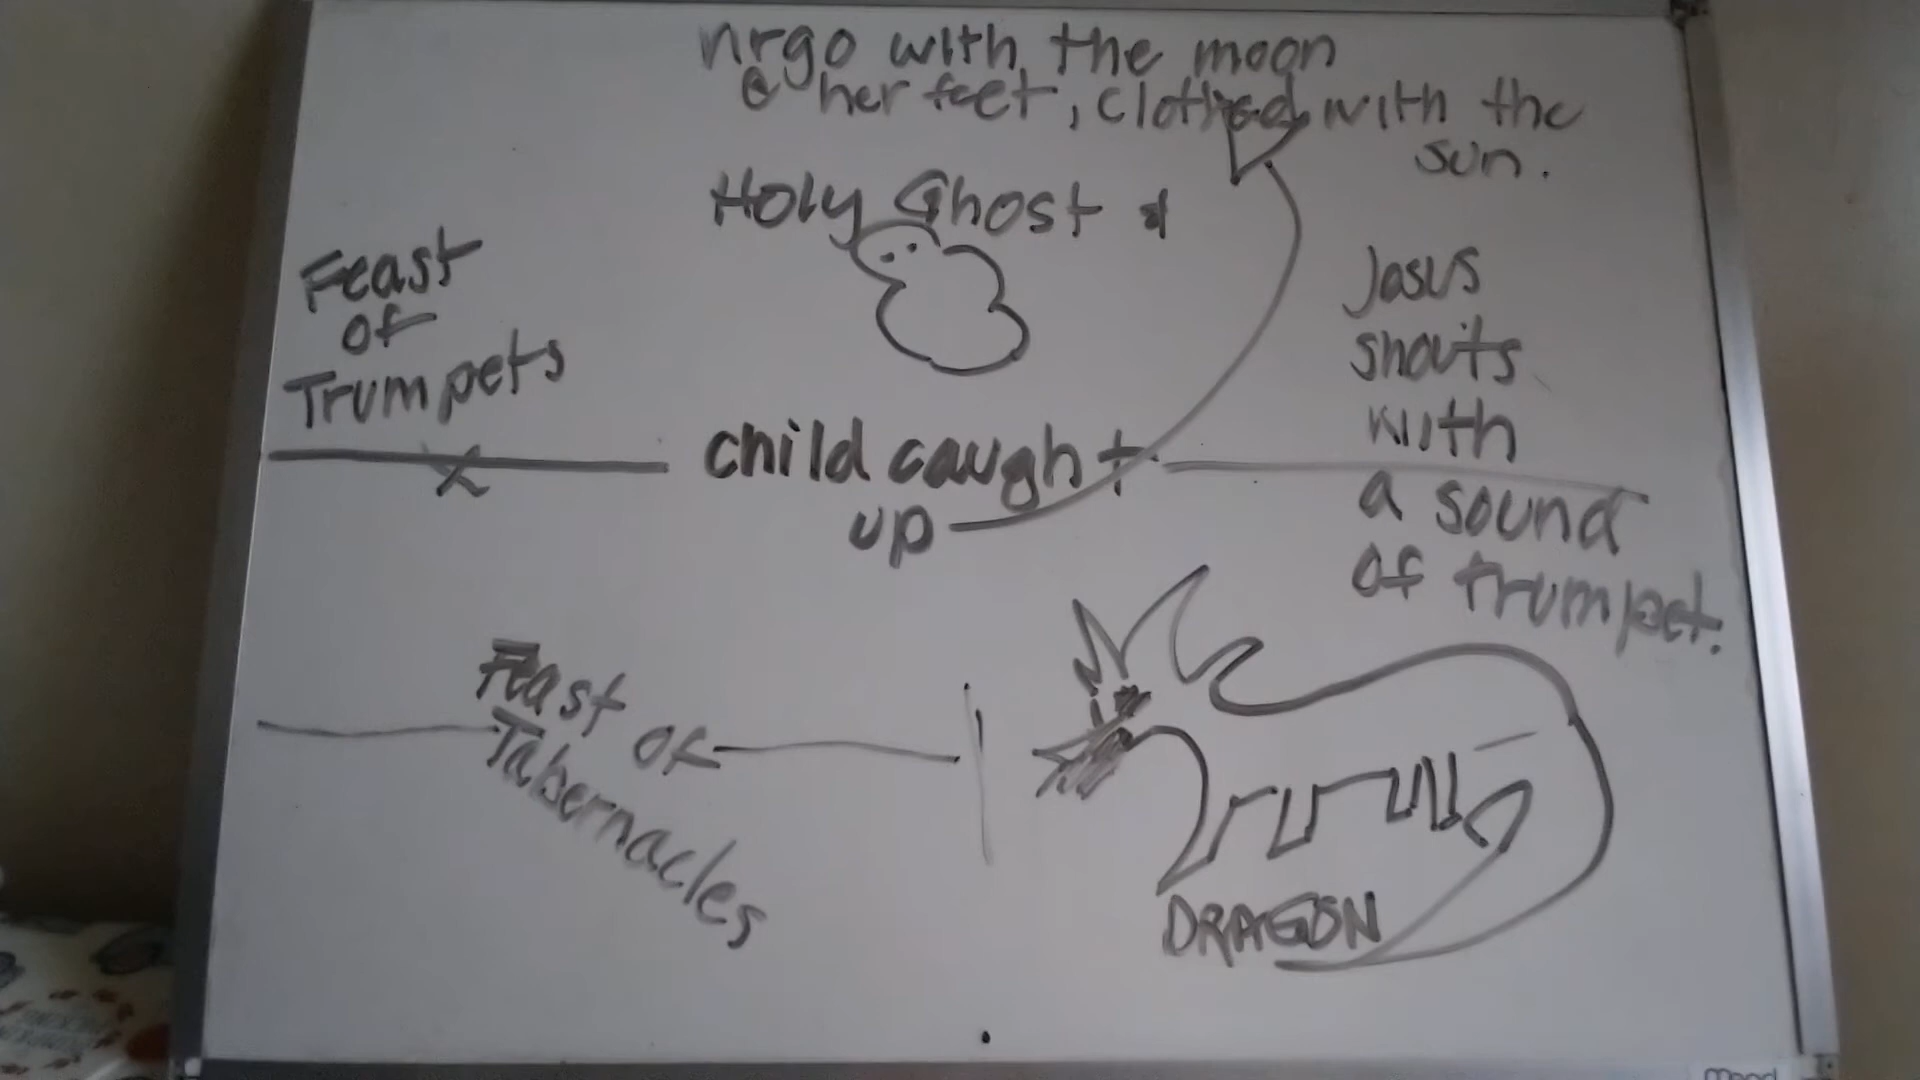 nrgo with the moon
@ her feet, clothed with the
sun.
Holy Ghost &
Feast
of
Trumpets
Jesus
shouts
with
a sound
of trumpet.
child caught
up
Feast of
Tabernacles
DRAGON